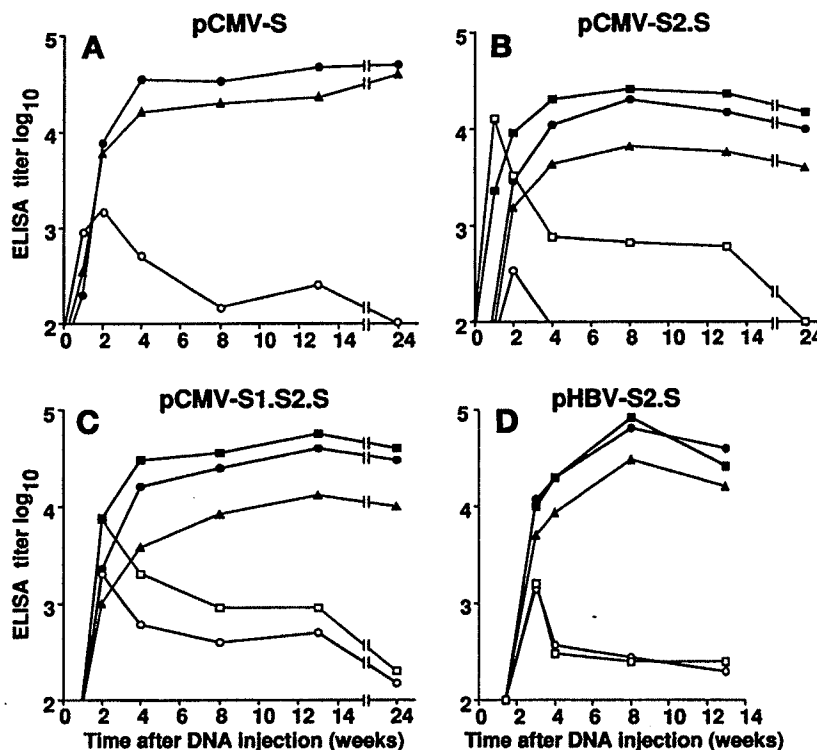 pCMV-S
A
5
4
3
2
ELISA titer log10
0 2 4 6 8 10 12 14 24
pCMV-S2.S
B
5
4
3
2
0 2 4 6 8 10 12 14 24
pCMV-S1.S2.S
C
5
4
3
2
ELISA titer log10
0 2 4 6 8 10 12 14 24
Time after DNA injection (weeks)
pHBV-S2.S
D
5
4
3
2
0 2 4 6 8 10 12 14
Time after DNA injection (weeks)